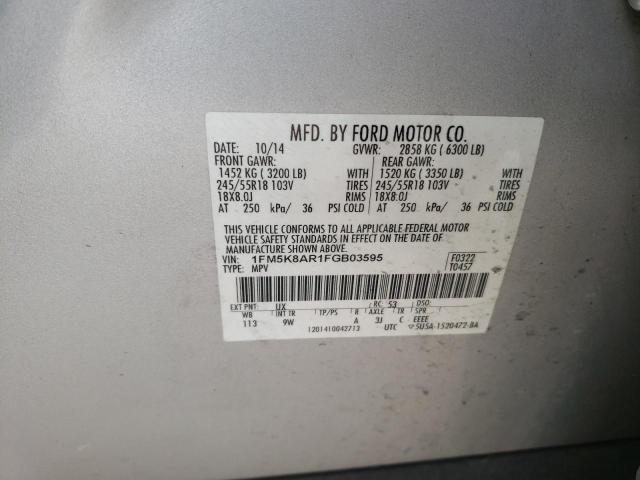 MFD. BY FORD MOTOR CO.
DATE: 10/14 GVWR: 2858 KG ( 6300 LB)
FRONT GAWR: REAR GAWR:
1452 KG ( 3200 LB) WITH 1520 KG ( 3350 LB) WITH
245/55R18 103V TIRES 245/55R18 103V TIRES
18X8.0J RIMS 18X8.0J RIMS
AT 250 kPa/ 36 PSI COLD AT 250 kPa/ 36 PSI COLD
THIS VEHICLE CONFORMS TO ALL APPLICABLE FEDERAL MOTOR
VEHICLE SAFETY STANDARDS IN EFFECT ON THE DATE OF
MANUFACTURE SHOWN ABOVE.
VIN: 1FM5K8AR1FGB03595 F0322
TYPE: MPV T0457
EXT PNT: UX RC: 53 DSO:
WB INT TR TP/PS R AXLE TR SPR
113 9W A 3J C EEEE
1201410042713 UTC 5U5A-1520472-BA